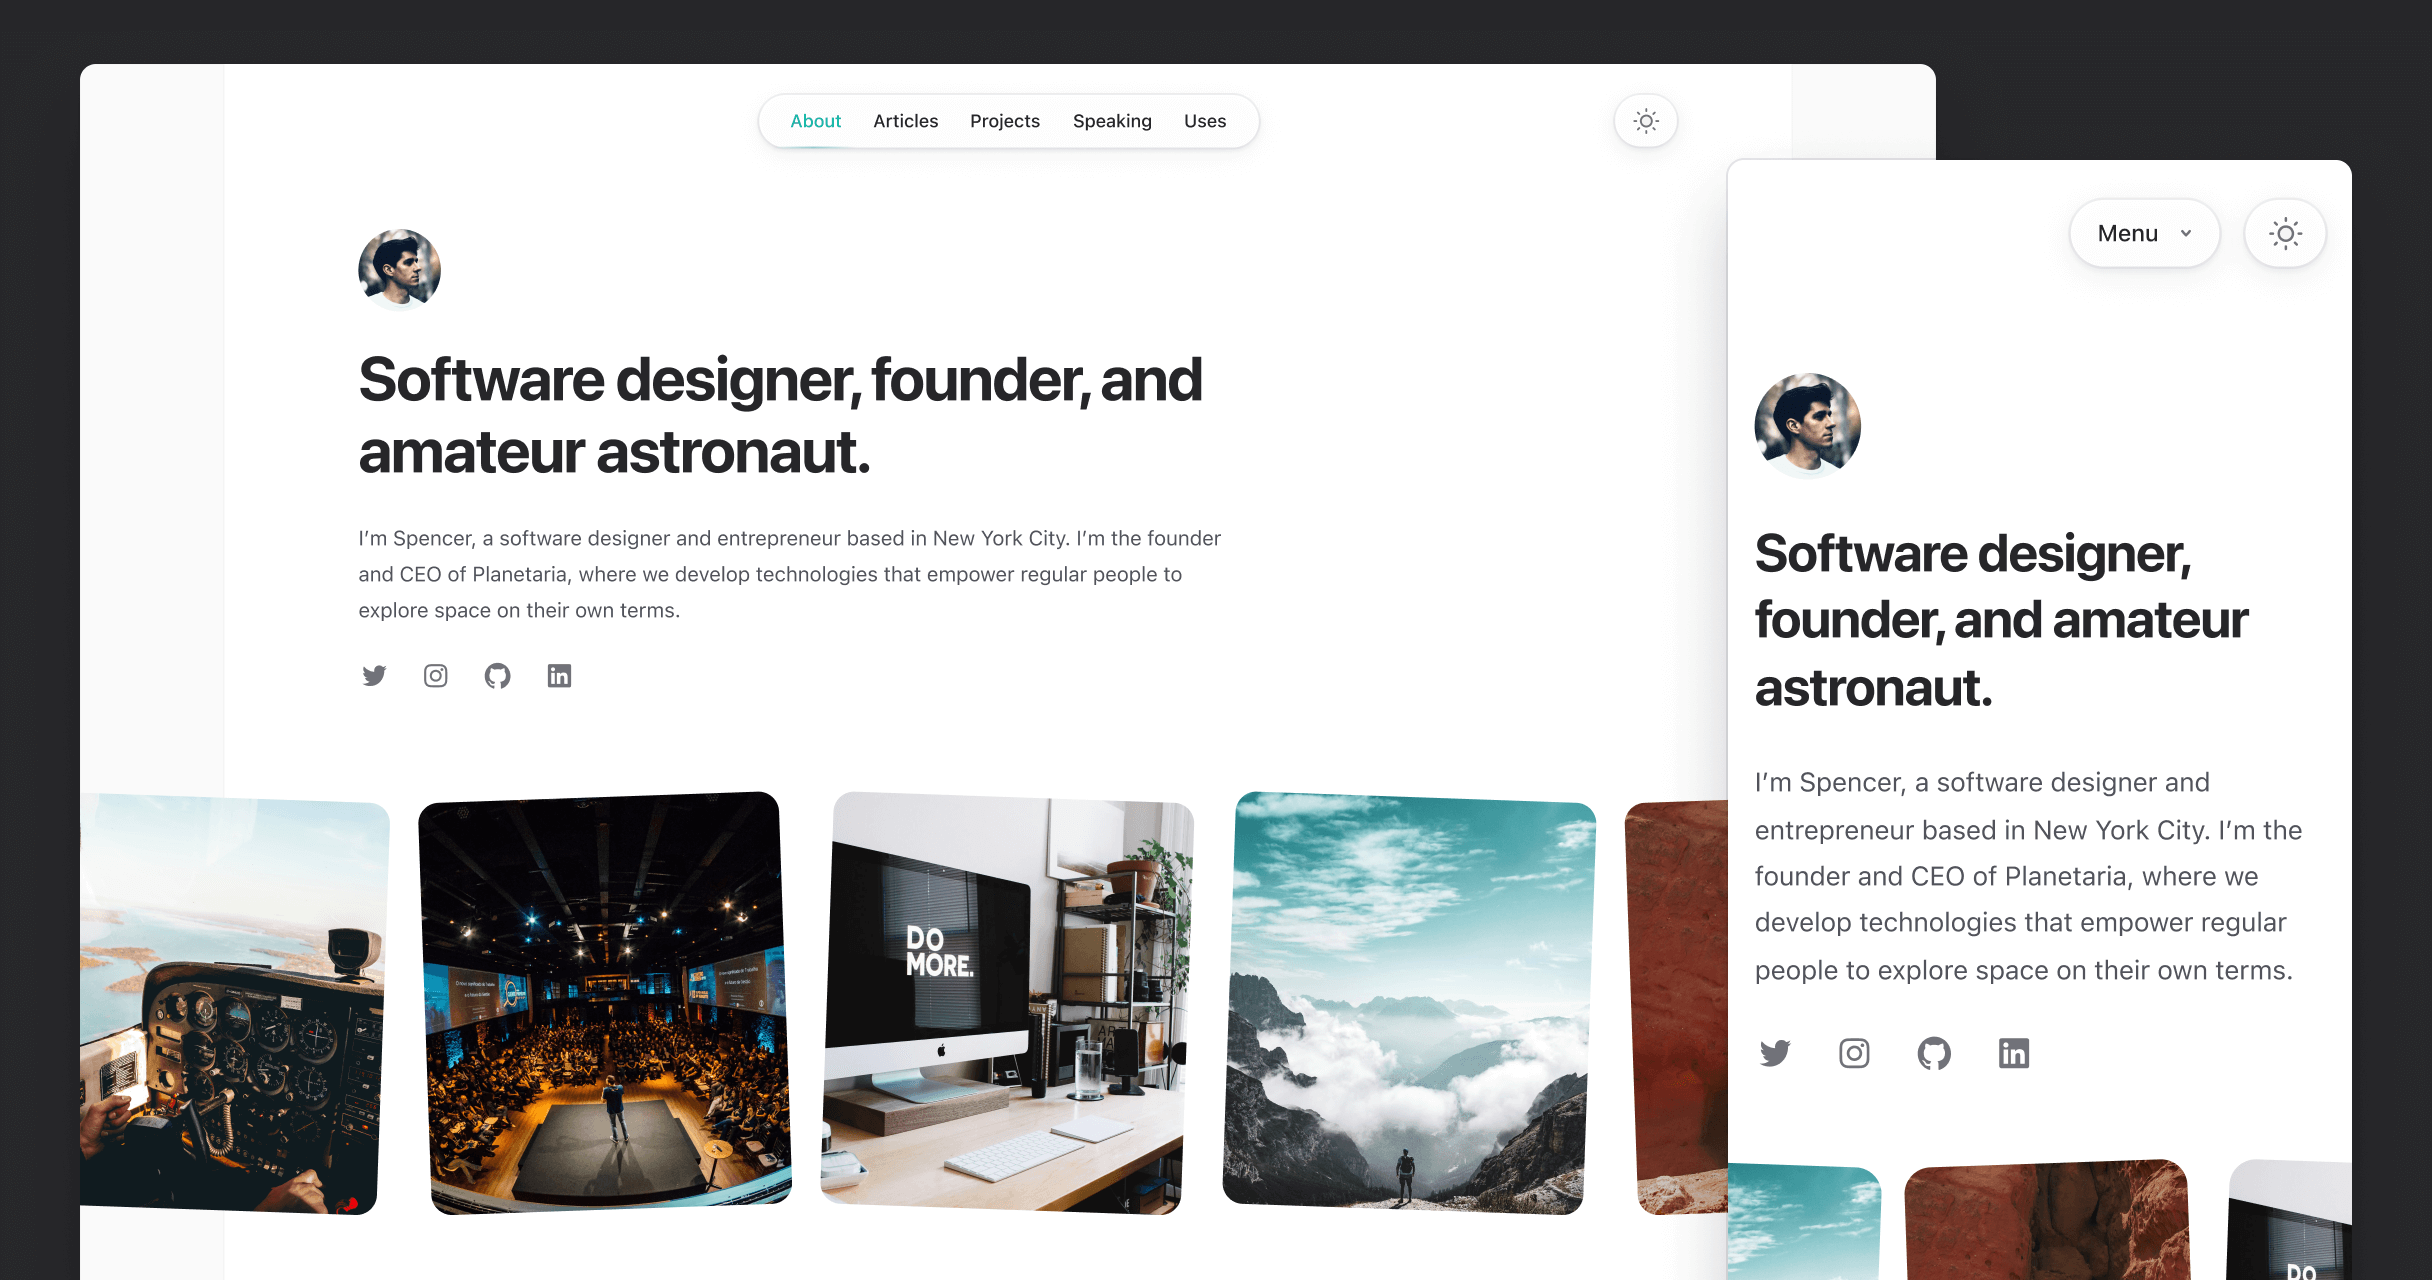 About Articles Projects Speaking Uses
Software designer, founder, and
amateur astronaut.
I’m Spencer, a software designer and entrepreneur based in New York City. I’m the founder
and CEO of Planetaria, where we develop technologies that empower regular people to
explore space on their own terms.
DO
MORE.
Menu
Software designer,
founder, and amateur
astronaut.
I’m Spencer, a software designer and
entrepreneur based in New York City. I’m the
founder and CEO of Planetaria, where we
develop technologies that empower regular
people to explore space on their own terms.
DO